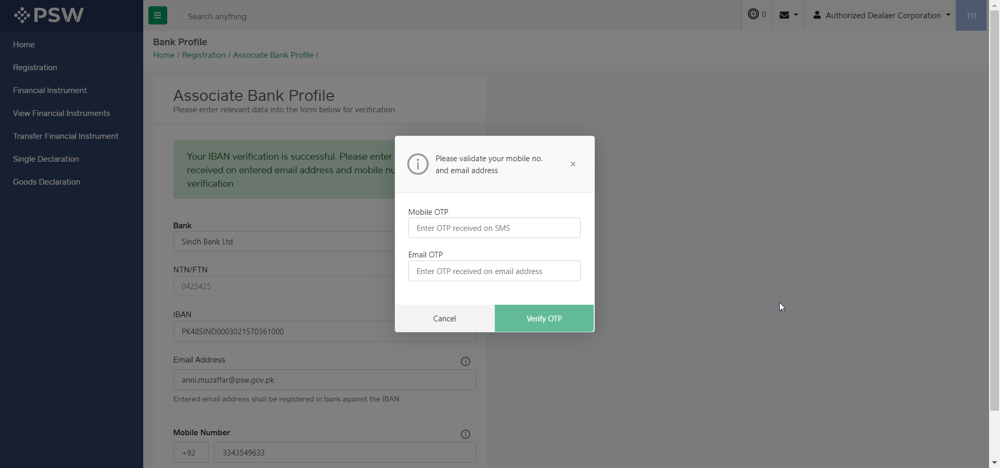 PSW
Search anything
0
Authorized Dealaer Corporation
TR
Home
Registration
Financial Instrument
View Financial Instruments
Transfer Financial Instrument
Single Declaration
Goods Declaration
Bank Profile
Home / Registration / Associate Bank Profile /
Associate Bank Profile
Please enter relevant data into the form below for verification.
Your IBAN verification is successful. Please enter
received on entered email address and mobile nu
verification.
Bank
Sindh Bank Ltd
NTN/FTN
0425425
IBAN
PK48SIND0003021570361000
Email Address
anni.muzaffar@psw.gov.pk
Entered email address shall be registered in bank against the IBAN.
Mobile Number
+92
3343549633
Please validate your mobile no.
and email address
×
Mobile OTP
Enter OTP received on SMS
Email OTP
Enter OTP received on email address
Cancel
Verify OTP